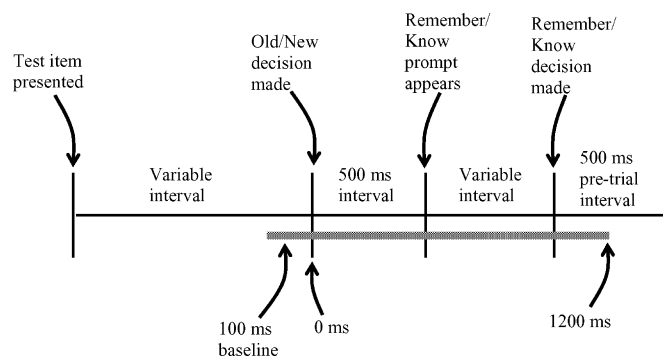 Test item
presented
Old/New
decision
made
Remember/
Know
prompt
appears
Remember/
Know
decision
made
Variable
interval
500 ms
interval
Variable
interval
500 ms
pre-trial
interval
100 ms
baseline
0 ms
1200 ms